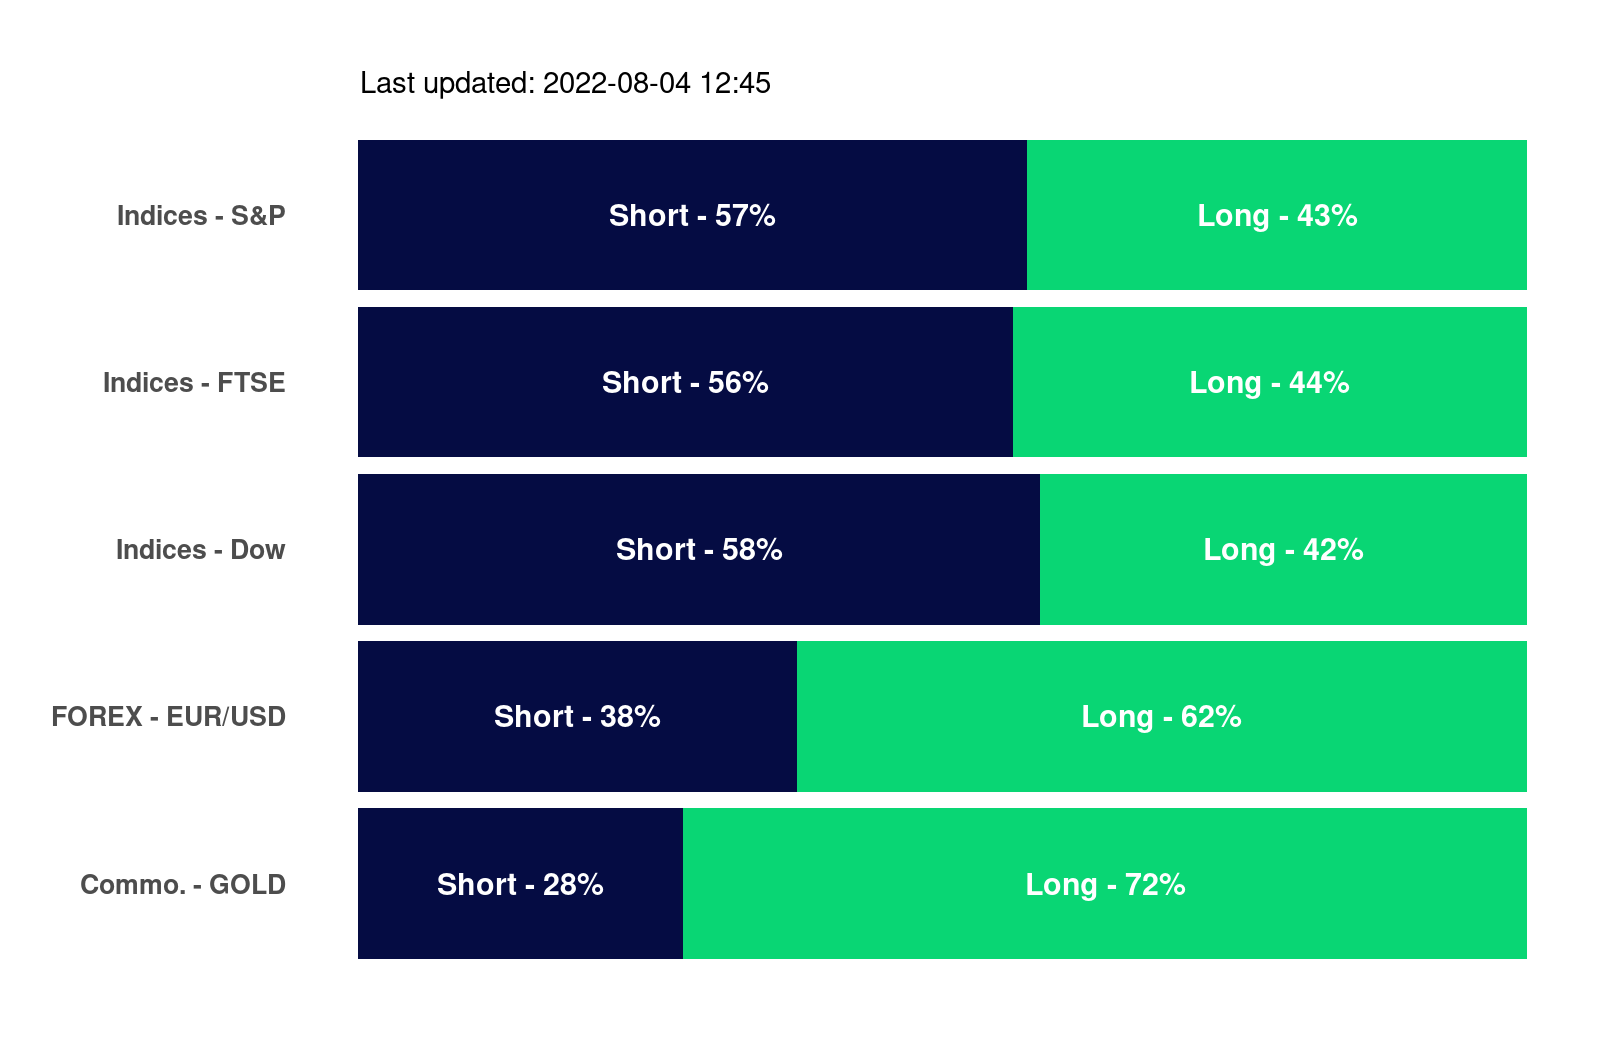 Last updated: 2022-08-04 12:45
Indices - S&P
Short - 57%
Long - 43%
Indices - FTSE
Short - 56%
Long - 44%
Indices - Dow
Short - 58%
Long - 42%
FOREX - EUR/USD
Short - 38%
Long - 62%
Commo. - GOLD
Short - 28%
Long - 72%